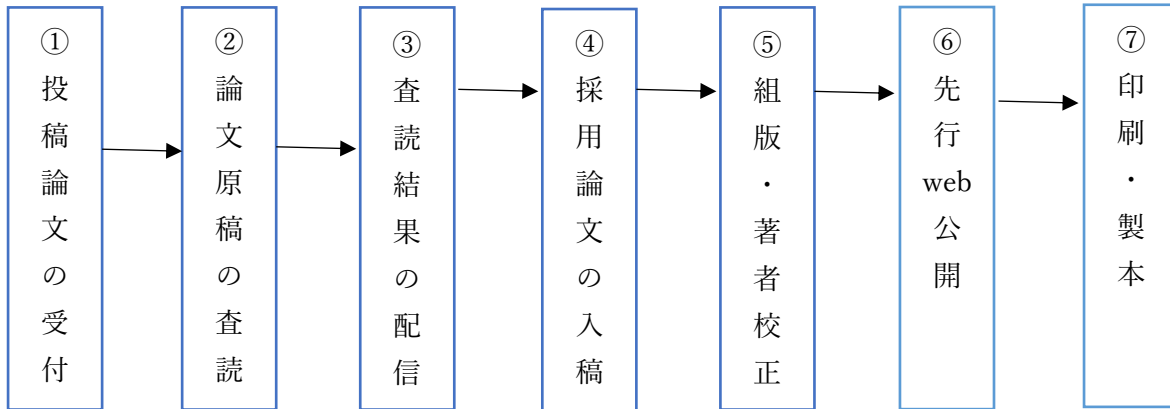 ①投稿論文の受付
②論文原稿の査読
③査読結果の配信
④採用論文の入稿
⑤組版・著者校正
⑥先行web公開
⑦印刷・製本